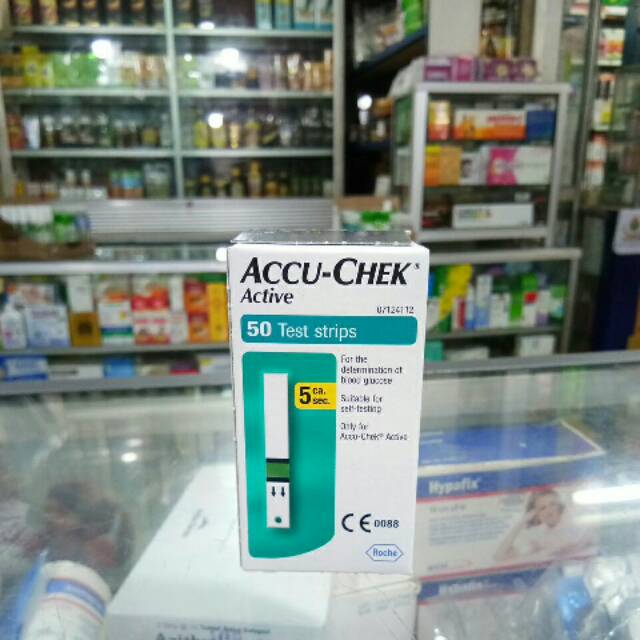 ACCU-CHEK®
Active
07124112
50 Test strips
For the
determination of
blood glucose
5 ca.
sec.
Suitable for
self-testing
Only for
Accu-Chek® Active
CE 0088
Roche
Hypafix®